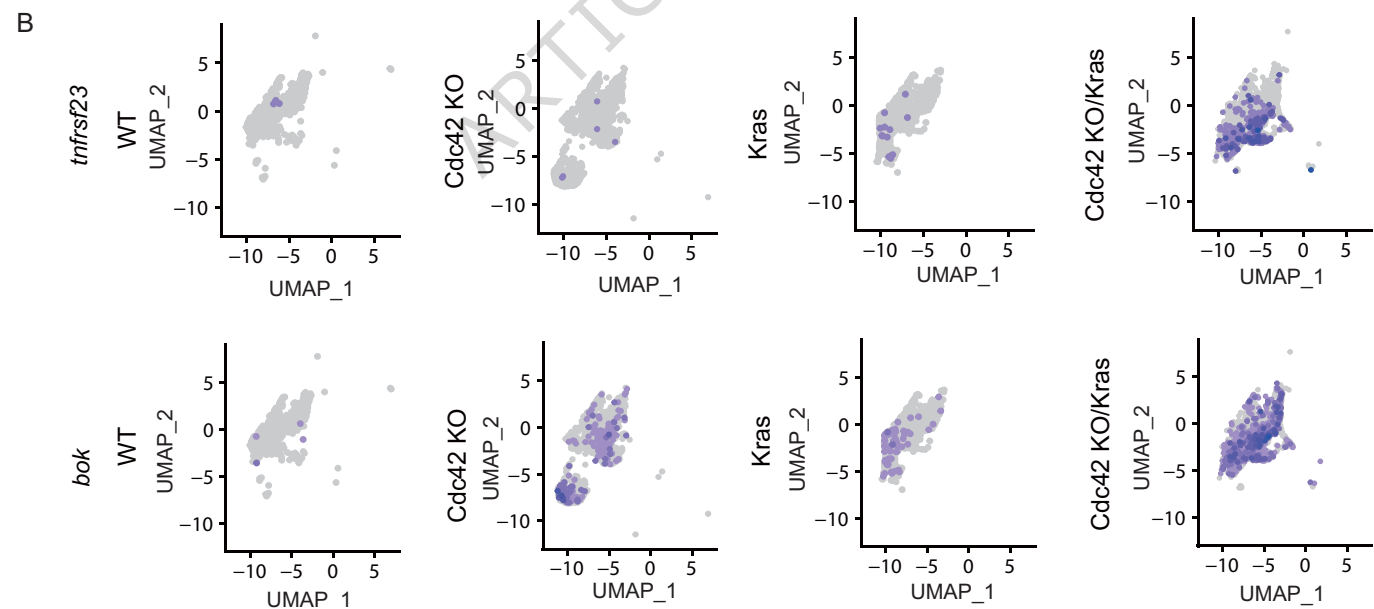 B
ARTIC
tnfrsf23
WT
UMAP_2
5
0
−5
−10
−10 −5 0 5
UMAP_1
Cdc42 KO
UMAP_2
5
0
−5
−10
−10 −5 0 5
UMAP_1
Kras
UMAP_2
5
0
−5
−10
−10 −5 0 5
UMAP_1
Cdc42 KO/Kras
UMAP_2
5
0
−5
−10
−10 −5 0 5
UMAP_1
bok
WT
UMAP_2
5
0
−5
−10
−10 −5 0 5
UMAP_1
Cdc42 KO
UMAP_2
5
0
−5
−10
−10 −5 0 5
UMAP_1
Kras
UMAP_2
5
0
−5
−10
−10 −5 0 5
UMAP_1
Cdc42 KO/Kras
UMAP_2
5
0
−5
−10
−10 −5 0 5
UMAP_1